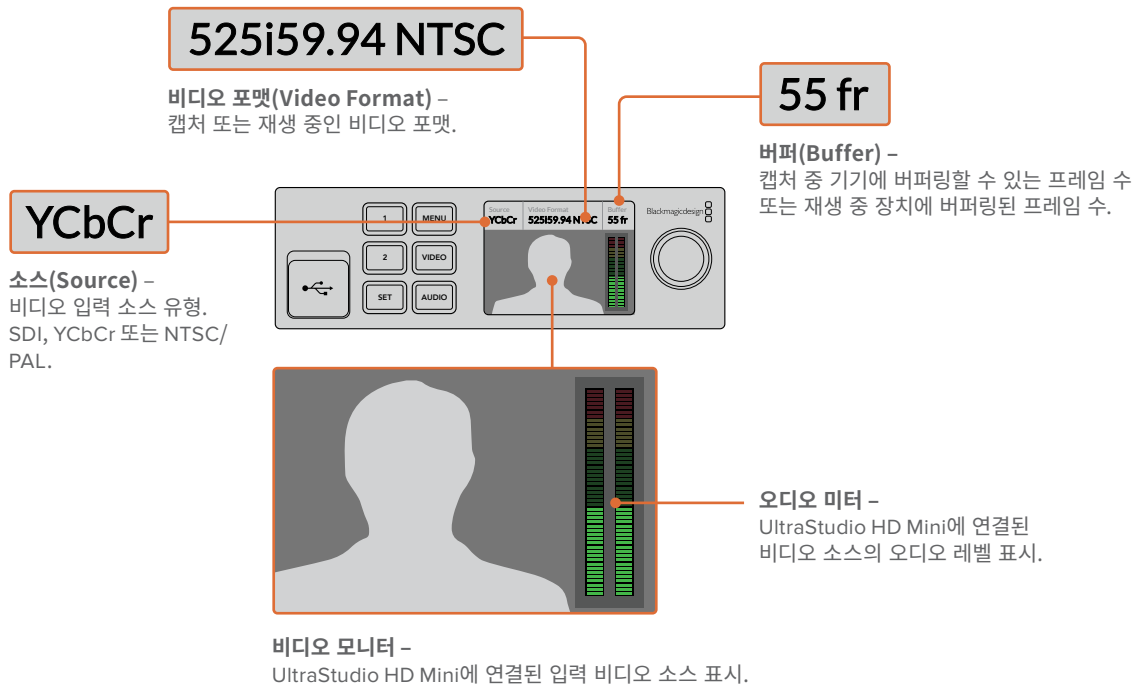 525i59.94 NTSC
비디오 포맷(Video Format) –
캡처 또는 재생 중인 비디오 포맷.
55 fr
버퍼(Buffer) –
캡처 중 기기에 버퍼링할 수 있는 프레임 수
또는 재생 중 장치에 버퍼링된 프레임 수.
YCbCr
소스(Source) –
비디오 입력 소스 유형.
SDI, YCbCr 또는 NTSC/
PAL.
1
MENU
2
VIDEO
SET
AUDIO
Source
YCbCr
Video Format
525i59.94 NTSC
Buffer
55 fr
Blackmagicdesign
오디오 미터 –
UltraStudio HD Mini에 연결된
비디오 소스의 오디오 레벨 표시.
비디오 모니터 –
UltraStudio HD Mini에 연결된 입력 비디오 소스 표시.